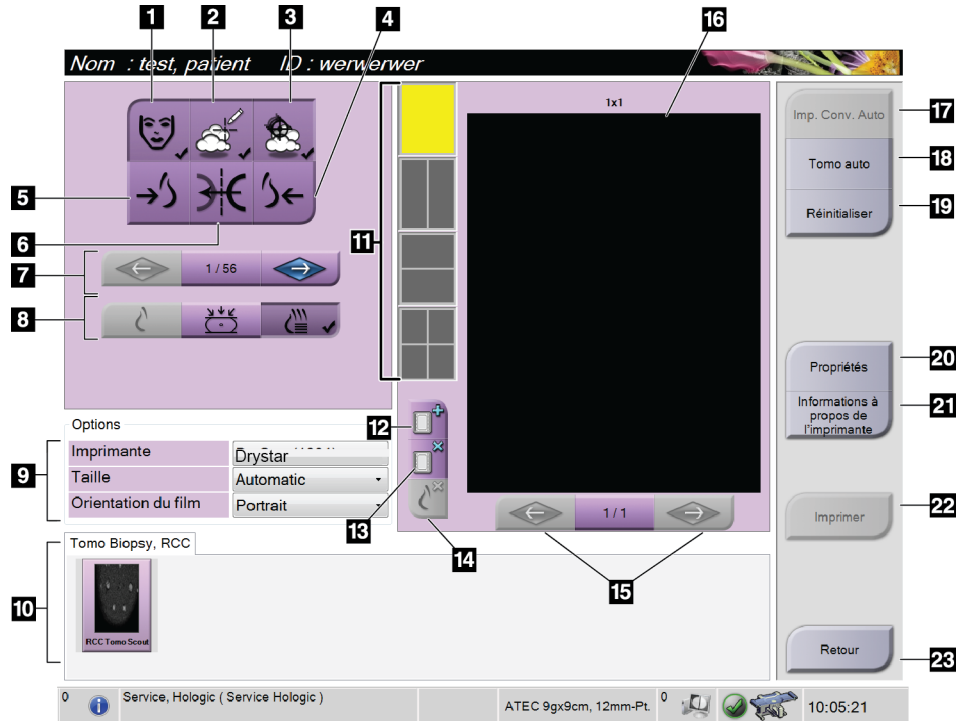 1
2
3
4
16
Nom : test, patient ID : werwerwer
1x1
Imp. Conv. Auto
17
Tomo auto
18
Réinitialiser
19
5
6
11
7
1 / 56
8
Propriétés
20
Informations à
propos de
l'imprimante
21
Options
12
9
Imprimante
Drystar
Taille
Automatic
Orientation du film
Portrait
13
14
1 / 1
15
Imprimer
22
Tomo Biopsy, RCC
10
RCC Tomo Scout
Retour
23
0
Service, Hologic ( Service Hologic )
ATEC 9gx9cm, 12mm-Pt.
0
10:05:21